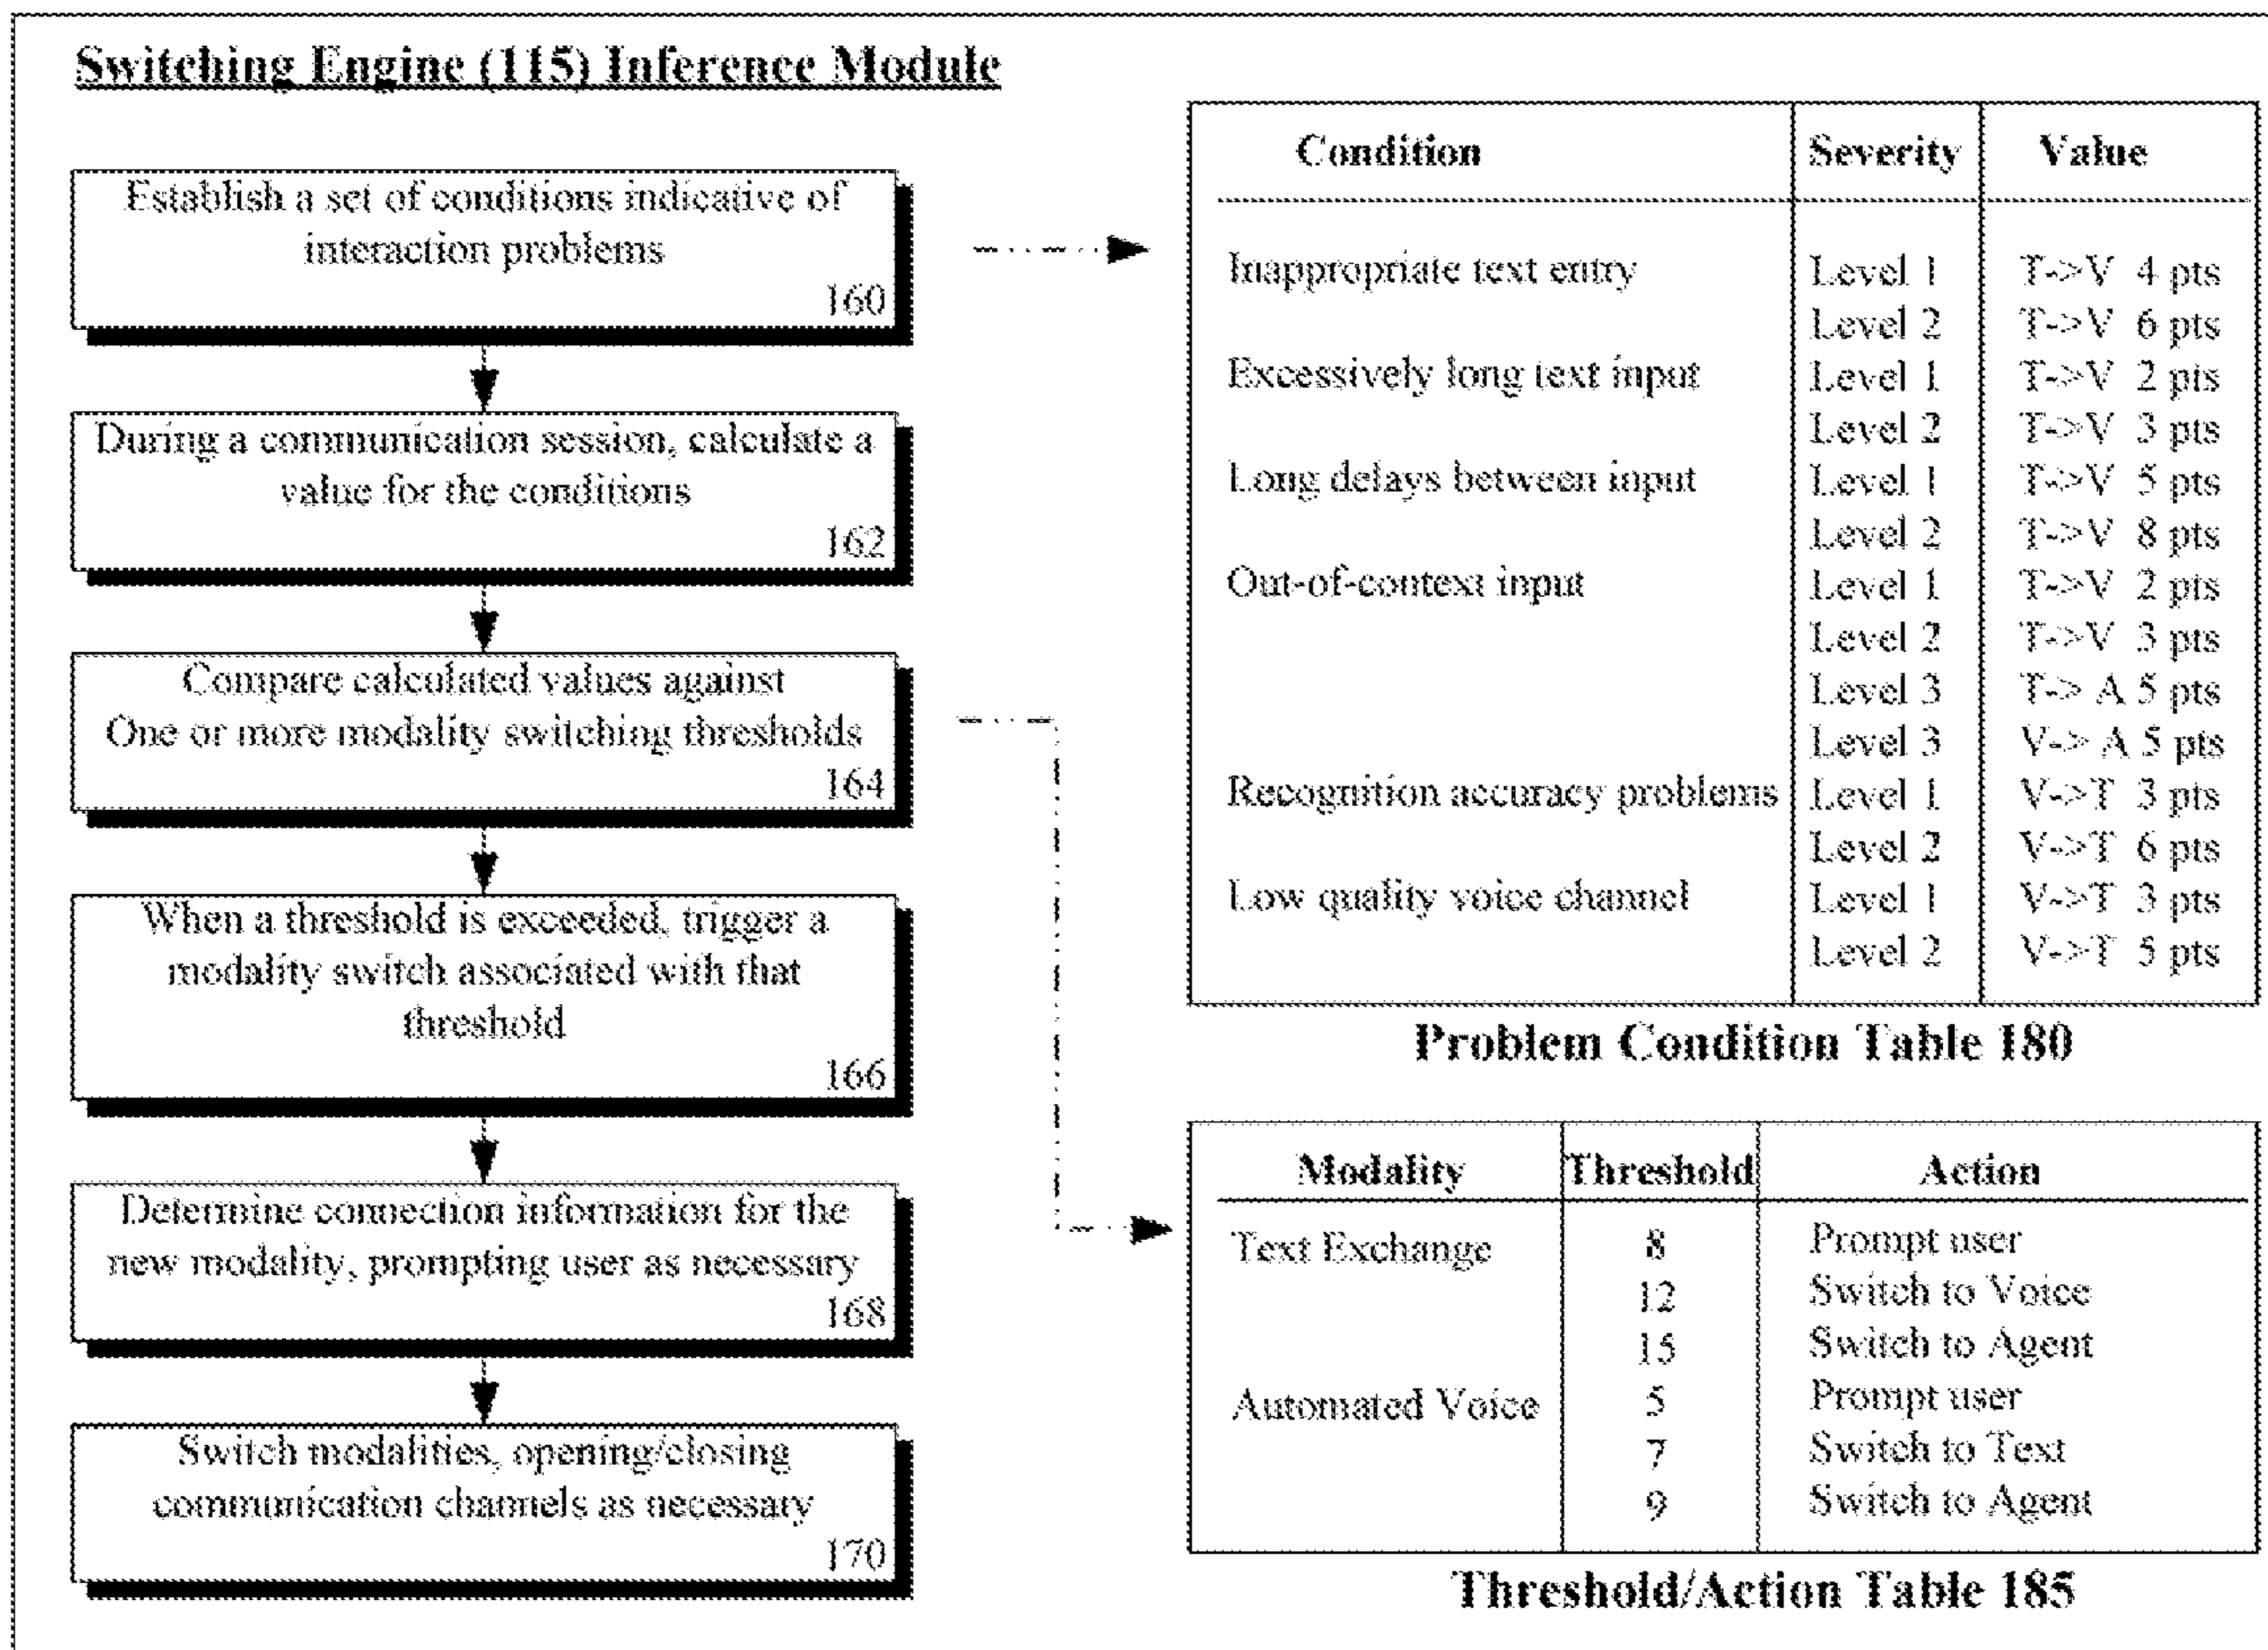 Switching Engine (115) Inference Module
Establish a set of conditions indicative of
interaction problems
160
During a communication session, calculate a
value for the conditions
162
Compare calculated values against
One or more modality switching thresholds
164
When a threshold is exceeded, trigger a
modality switch associated with that
threshold
166
Determine connection information for the
new modality, prompting user as necessary
168
Switch modalities, opening/closing
communication channels as necessary
170
Condition Severity Value
Inappropriate text entry Level 1 T->V 4 pts
Level 2 T->V 6 pts
Excessively long text input Level 1 T->V 2 pts
Level 2 T->V 3 pts
Long delays between input Level 1 T->V 5 pts
Level 2 T->V 8 pts
Out-of-context input Level 1 T->V 2 pts
Level 2 T->V 3 pts
Level 3 T-> A 5 pts
Level 3 V-> A 5 pts
Recognition accuracy problems Level 1 V->T 3 pts
Level 2 V->T 6 pts
Low quality voice channel Level 1 V->T 3 pts
Level 2 V->T 5 pts
Problem Condition Table 180
Modality Threshold Action
Text Exchange 8 Prompt user
12 Switch to Voice
15 Switch to Agent
Automated Voice 5 Prompt user
7 Switch to Text
9 Switch to Agent
Threshold/Action Table 185